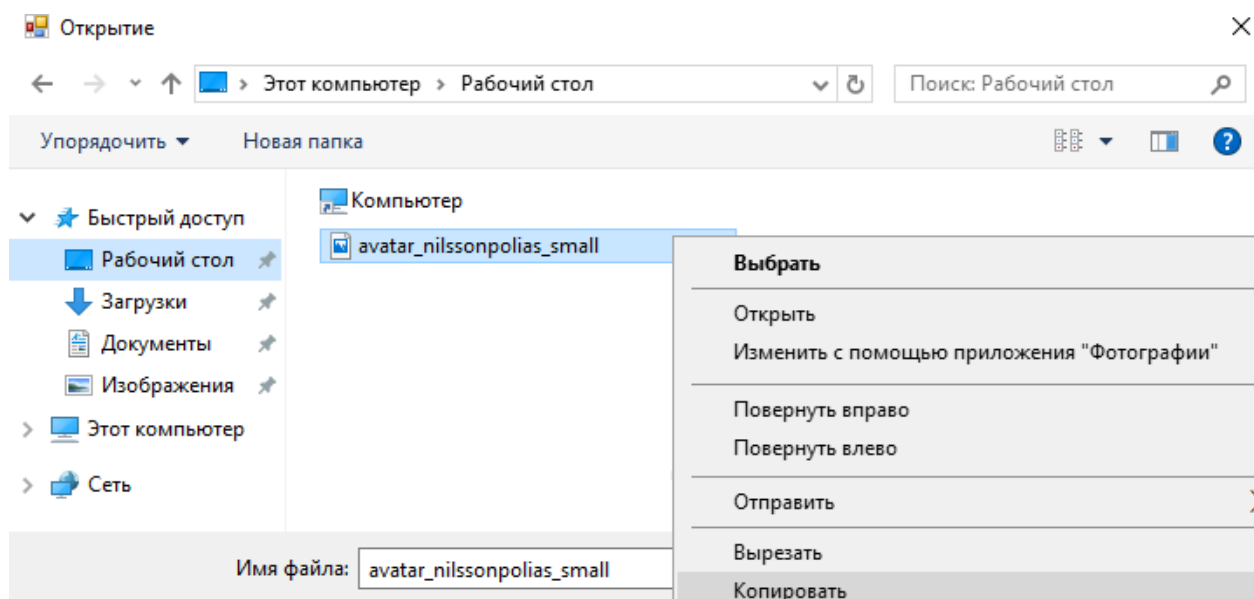 Открытие
Этот компьютер › Рабочий стол
Поиск: Рабочий стол
Упорядочить
Новая папка
Быстрый доступ
Рабочий стол
Загрузки
Документы
Изображения
Этот компьютер
Сеть
Компьютер
avatar_nilssonpolias_small
Выбрать
Открыть
Изменить с помощью приложения "Фотографии"
Повернуть вправо
Повернуть влево
Отправить
Вырезать
Копировать
Имя файла: avatar_nilssonpolias_small